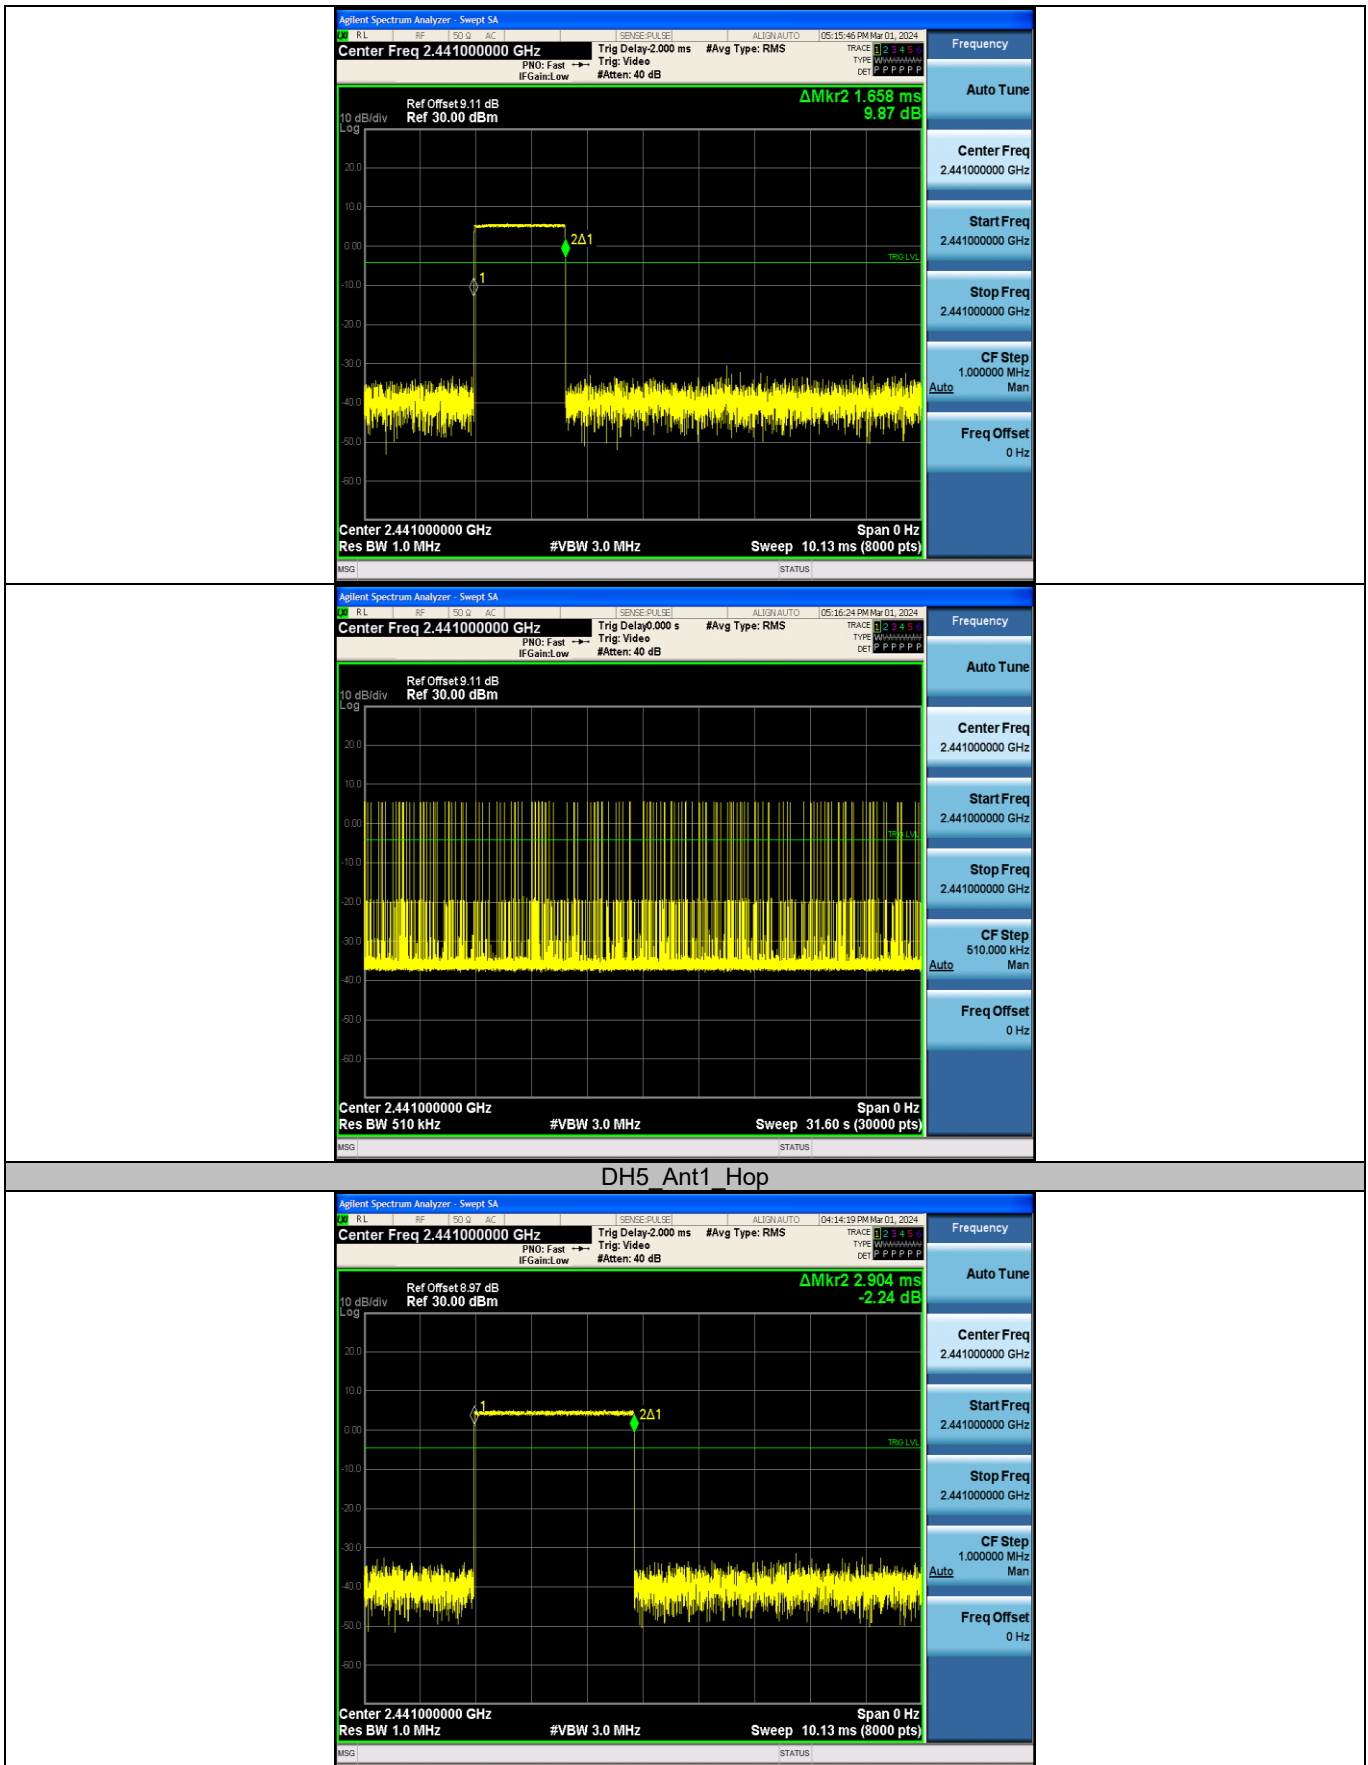 Agilent Spectrum Analyzer - Swept SA
RL RF 50 Ω AC SENSE:PULSE ALIGN AUTO 05:15:46 PM Mar 01, 2024
Center Freq 2.441000000 GHz
PNO: Fast
IFGain:Low
Trig Delay-2.000 ms
Trig: Video
#Atten: 40 dB
#Avg Type: RMS
TRACE 1 2 3 4 5 6
TYPE
DET P P P P P P
ΔMkr2 1.658 ms
9.87 dB
Ref Offset 9.11 dB
10 dB/div Ref 30.00 dBm
Log
20.0
10.0
0.00
-10.0
-20.0
-30.0
-40.0
-50.0
-60.0
1
2Δ1
TRIG LVL
Center 2.441000000 GHz Span 0 Hz
Res BW 1.0 MHz #VBW 3.0 MHz Sweep 10.13 ms (8000 pts)
MSG STATUS
Frequency
Auto Tune
Center Freq
2.441000000 GHz
Start Freq
2.441000000 GHz
Stop Freq
2.441000000 GHz
CF Step
1.000000 MHz
Auto Man
Freq Offset
0 Hz
Agilent Spectrum Analyzer - Swept SA
RL RF 50 Ω AC SENSE:PULSE ALIGN AUTO 05:16:24 PM Mar 01, 2024
Center Freq 2.441000000 GHz
PNO: Fast
IFGain:Low
Trig Delay0.000 s
Trig: Video
#Atten: 40 dB
#Avg Type: RMS
TRACE 1 2 3 4 5 6
TYPE
DET P P P P P P
Ref Offset 9.11 dB
10 dB/div Ref 30.00 dBm
Log
20.0
10.0
0.00
-10.0
-20.0
-30.0
-40.0
-50.0
-60.0
TRIG LVL
Center 2.441000000 GHz Span 0 Hz
Res BW 510 kHz #VBW 3.0 MHz Sweep 31.60 s (30000 pts)
MSG STATUS
Frequency
Auto Tune
Center Freq
2.441000000 GHz
Start Freq
2.441000000 GHz
Stop Freq
2.441000000 GHz
CF Step
510.000 kHz
Auto Man
Freq Offset
0 Hz
DH5_Ant1_Hop
Agilent Spectrum Analyzer - Swept SA
RL RF 50 Ω AC SENSE:PULSE ALIGN AUTO 04:14:19 PM Mar 01, 2024
Center Freq 2.441000000 GHz
PNO: Fast
IFGain:Low
Trig Delay-2.000 ms
Trig: Video
#Atten: 40 dB
#Avg Type: RMS
TRACE 1 2 3 4 5 6
TYPE
DET P P P P P P
ΔMkr2 2.904 ms
-2.24 dB
Ref Offset 8.97 dB
10 dB/div Ref 30.00 dBm
Log
20.0
10.0
0.00
-10.0
-20.0
-30.0
-40.0
-50.0
-60.0
1
2Δ1
TRIG LVL
Center 2.441000000 GHz Span 0 Hz
Res BW 1.0 MHz #VBW 3.0 MHz Sweep 10.13 ms (8000 pts)
MSG STATUS
Frequency
Auto Tune
Center Freq
2.441000000 GHz
Start Freq
2.441000000 GHz
Stop Freq
2.441000000 GHz
CF Step
1.000000 MHz
Auto Man
Freq Offset
0 Hz